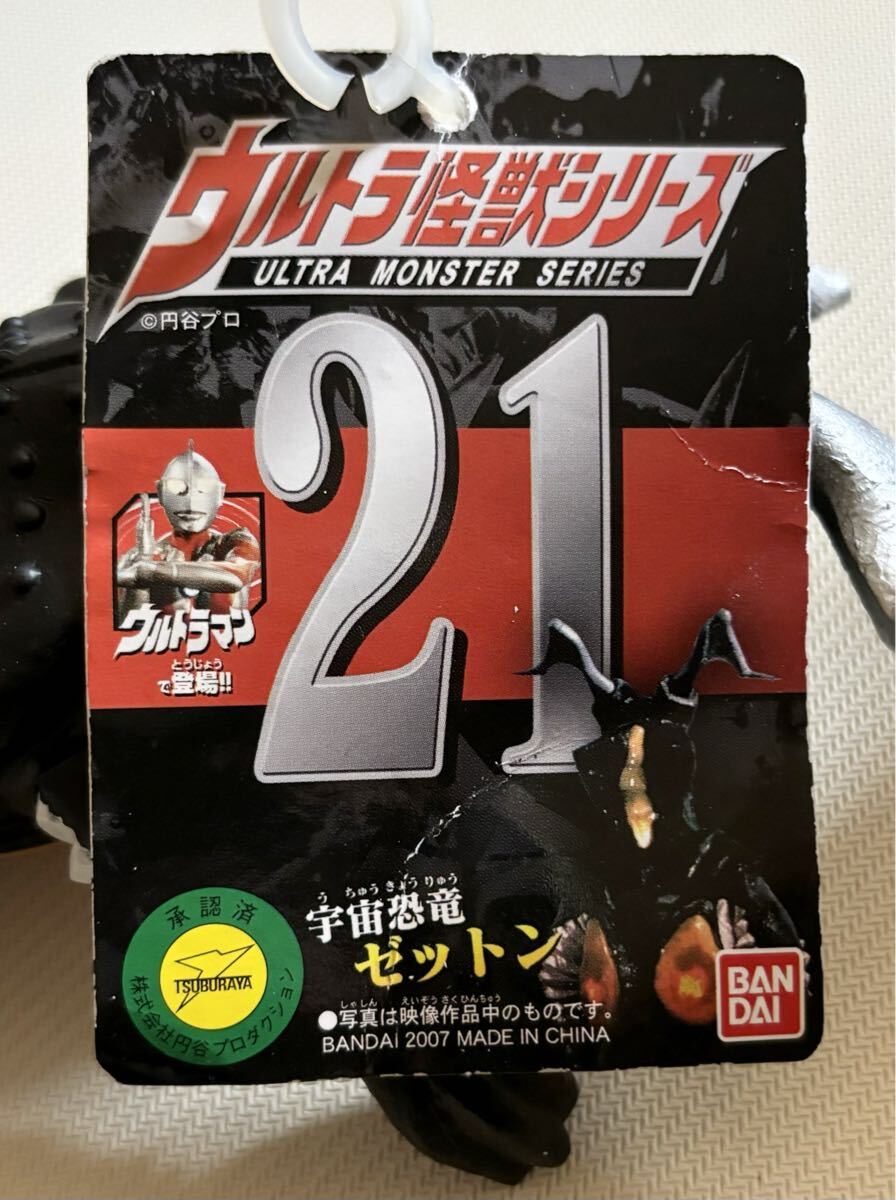 ウルトラ怪獣シリーズ
ULTRA MONSTER SERIES
©円谷プロ
21
ウルトラマン
とうじょう
で登場!!
う ちゅう きょう りゅう
宇宙恐竜
ゼットン
承認済
TSUBURAYA
株式会社円谷プロダクション
しゃしん えいぞうさくひんちゅう
●写真は映像作品中のものです。
BANDAI 2007 MADE IN CHINA
BAN
DAI